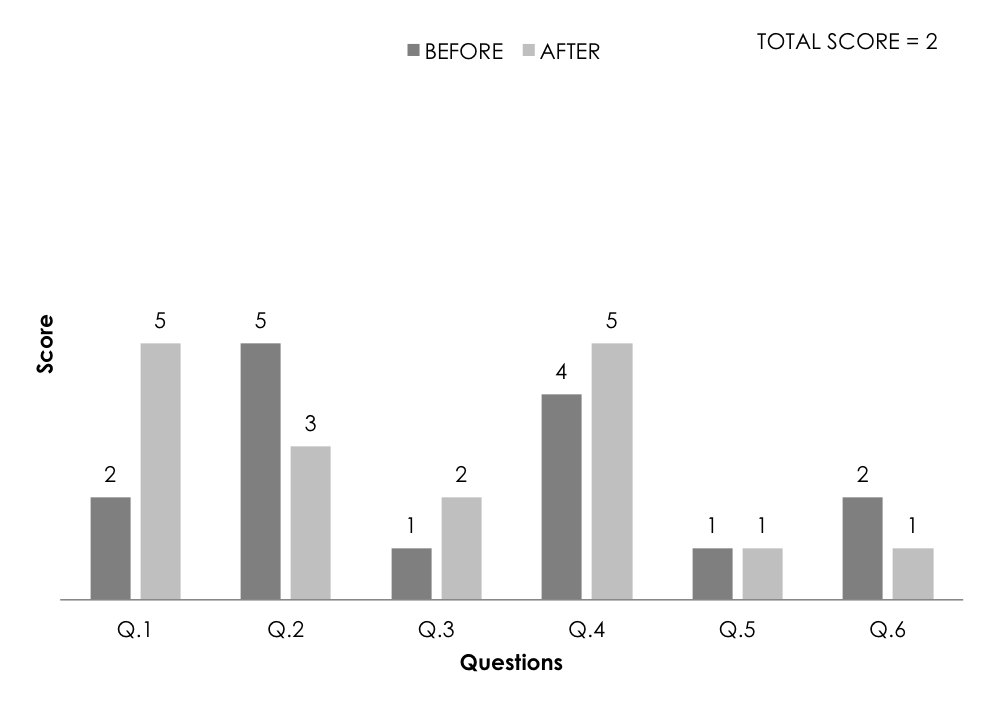 BEFORE AFTER
TOTAL SCORE = 2
Score
2 5 5 3 1 2 4 5 1 1 2 1
Q.1 Q.2 Q.3 Q.4 Q.5 Q.6
Questions